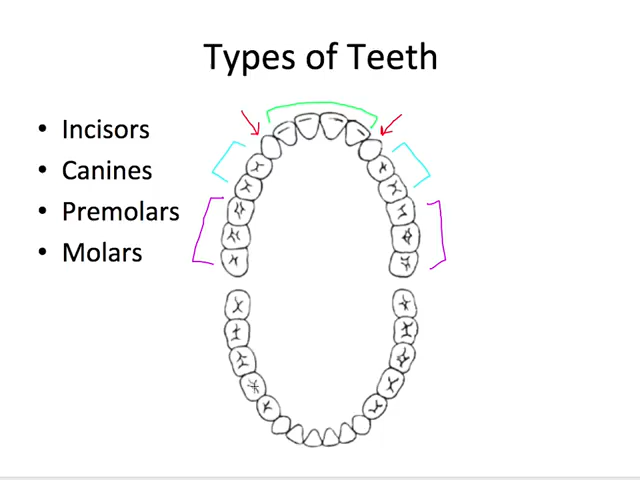 Types of Teeth
• Incisors
• Canines
• Premolars
• Molars